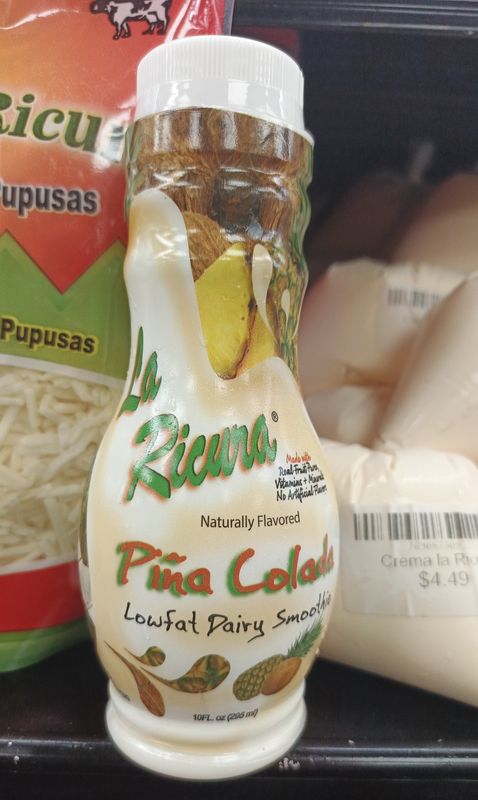 Ricu
Pupusas
Pupusas
La
Ricura®
Made with
Real Fruit Puree
Vitamins + Minerals
No Artificial Flavors
Naturally Flavored
Piña Colada
Lowfat Dairy Smoothie
10FL. oz (295 ml)
Crema la Ric
$4.49